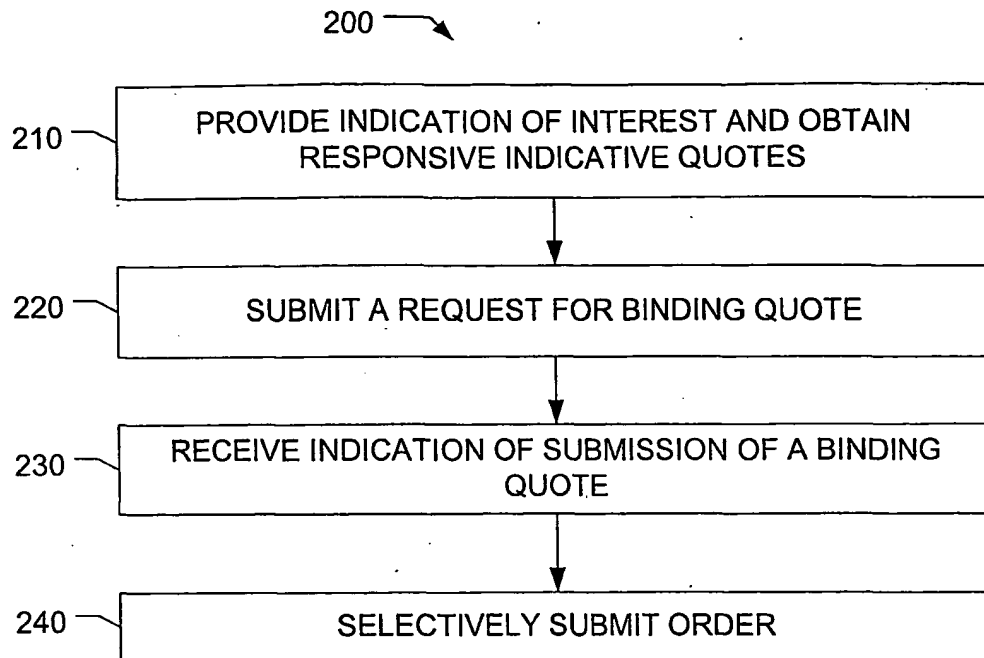 200
210
PROVIDE INDICATION OF INTEREST AND OBTAIN
RESPONSIVE INDICATIVE QUOTES
220
SUBMIT A REQUEST FOR BINDING QUOTE
230
RECEIVE INDICATION OF SUBMISSION OF A BINDING
QUOTE
240
SELECTIVELY SUBMIT ORDER